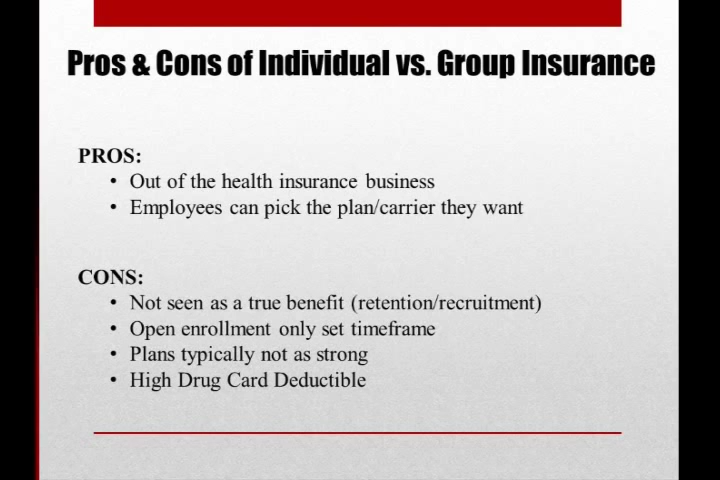 Pros & Cons of Individual vs. Group Insurance
PROS:
• Out of the health insurance business
• Employees can pick the plan/carrier they want
CONS:
• Not seen as a true benefit (retention/recruitment)
• Open enrollment only set timeframe
• Plans typically not as strong
• High Drug Card Deductible